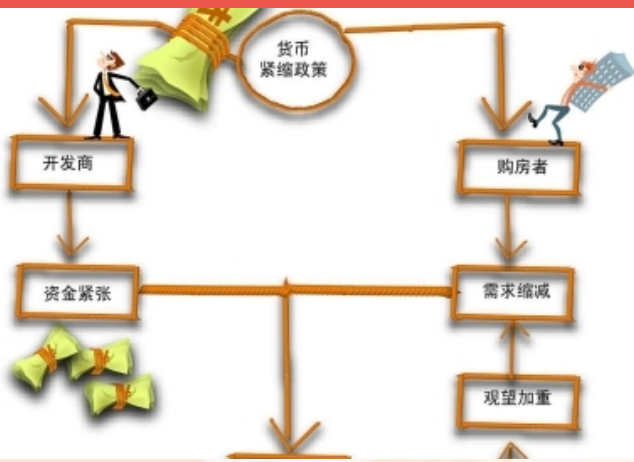 货币
紧缩政策
开发商
购房者
资金紧张
需求缩减
观望加重